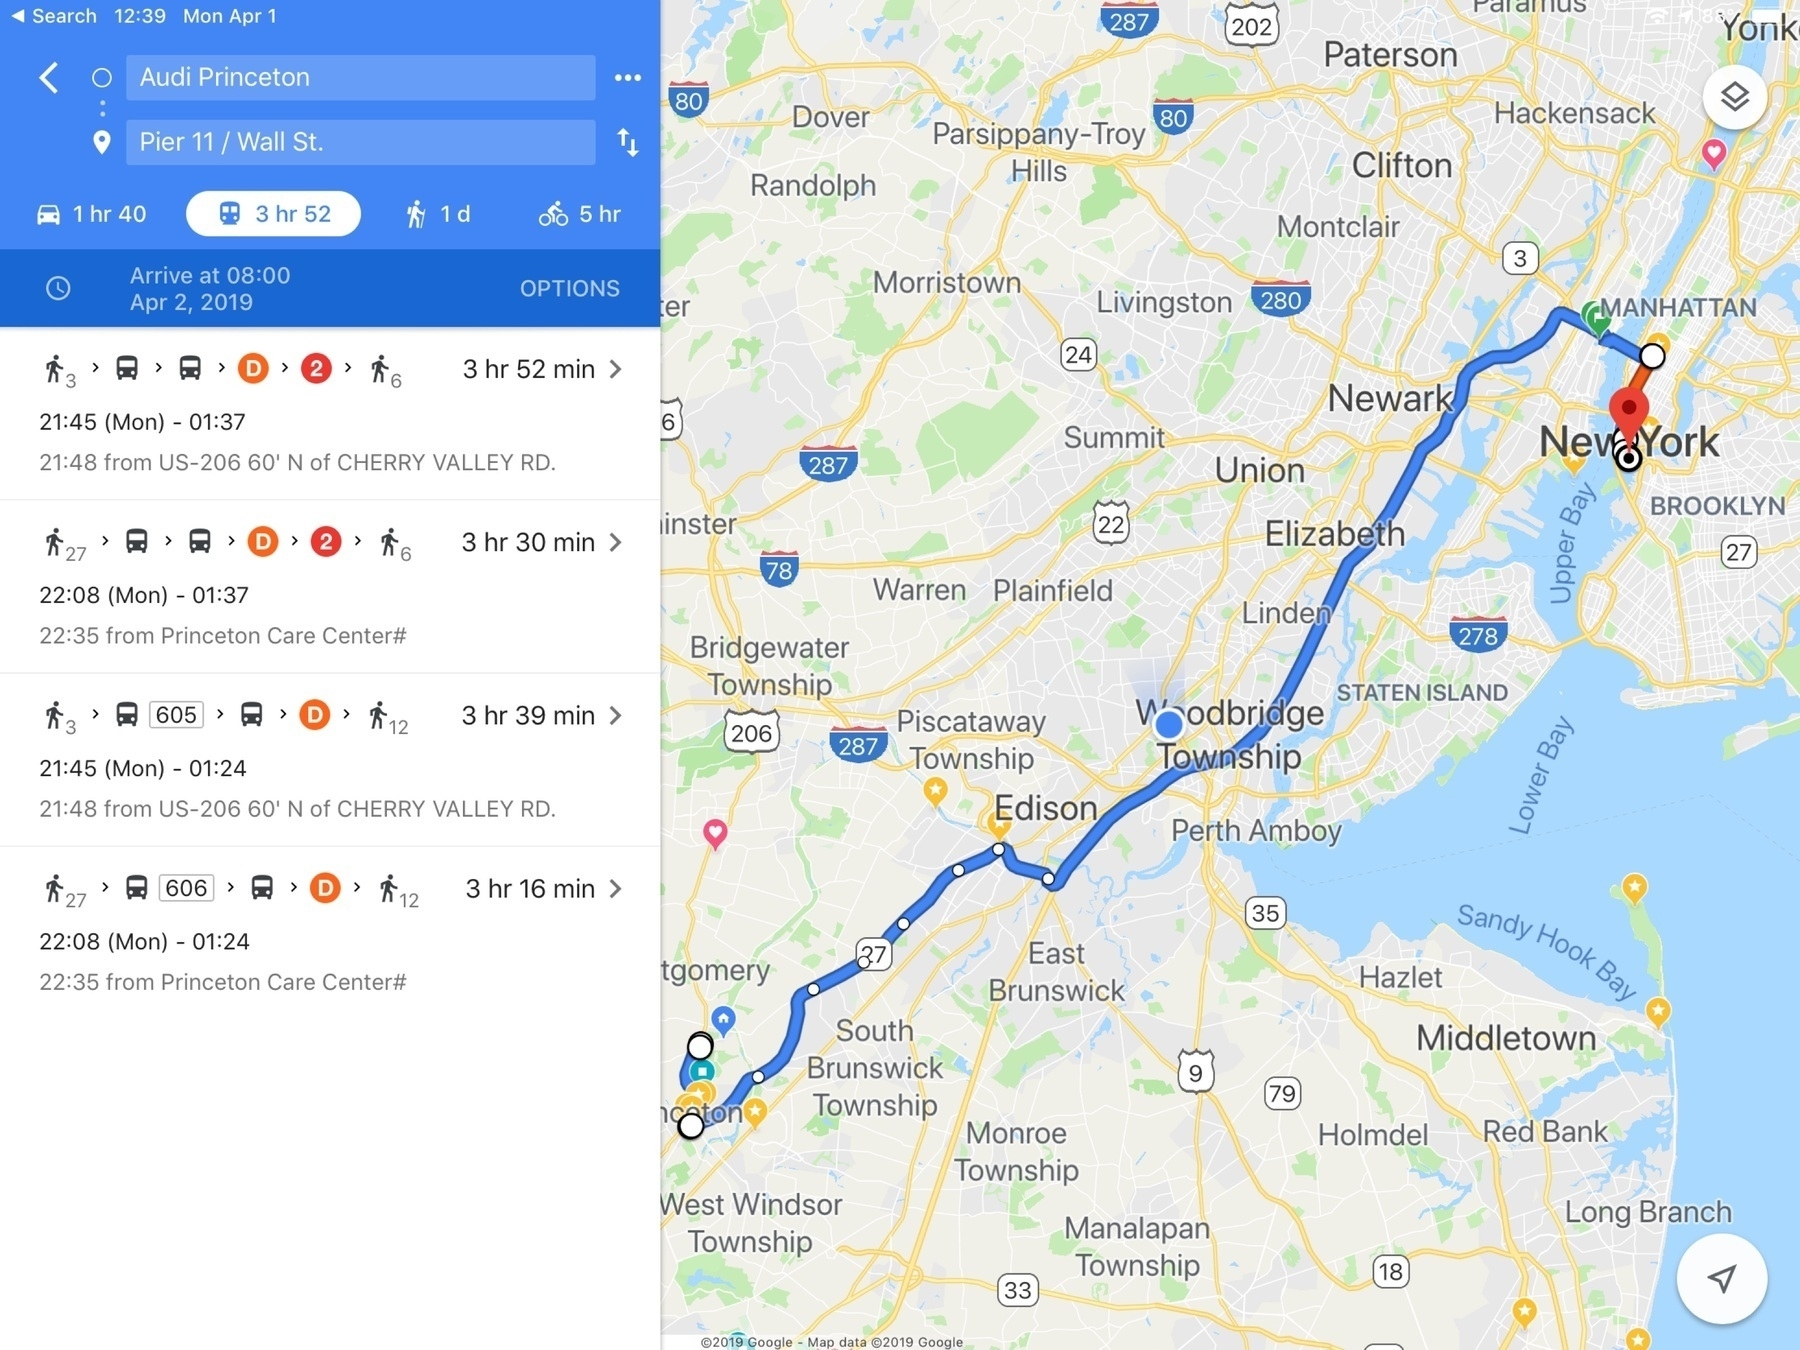 Search 12:39 Mon Apr 1
Audi Princeton
Pier 11 / Wall St.
1 hr 40
3 hr 52
1 d
5 hr
Arrive at 08:00
Apr 2, 2019
OPTIONS
3 D 2 6 3 hr 52 min
21:45 (Mon) - 01:37
21:48 from US-206 60' N of CHERRY VALLEY RD.
27 D 2 6 3 hr 30 min
22:08 (Mon) - 01:37
22:35 from Princeton Care Center#
3 605 D 12 3 hr 39 min
21:45 (Mon) - 01:24
21:48 from US-206 60' N of CHERRY VALLEY RD.
27 606 D 12 3 hr 16 min
22:08 (Mon) - 01:24
22:35 from Princeton Care Center#
287
202
Paterson
80
Dover
Parsippany-Troy
Hills
80
Hackensack
Randolph
Clifton
Montclair
3
Morristown
Livingston
280
MANHATTAN
24
Newark
Summit
New York
287
Union
22
Elizabeth
BROOKLYN
27
Upper Bay
78
Warren
Plainfield
Linden
278
Bridgewater
Township
STATEN ISLAND
206
287
Piscataway
Township
Woodbridge
Township
Lower Bay
Edison
Perth Amboy
35
Sandy Hook Bay
27
East
Brunswick
Hazlet
tgomery
South
Brunswick
Township
Middletown
9
79
nceton
Monroe
Township
Holmdel
Red Bank
West Windsor
Township
Manalapan
Township
Long Branch
33
18
©2019 Google - Map data ©2019 Google